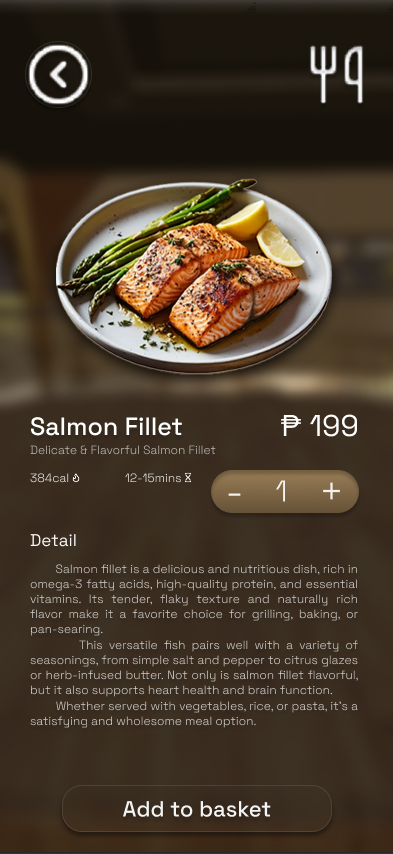 Salmon Fillet
₱ 199
Delicate & Flavorful Salmon Fillet
384cal
12-15mins
- 1 +
Detail
Salmon fillet is a delicious and nutritious dish, rich in
omega-3 fatty acids, high-quality protein, and essential
vitamins. Its tender, flaky texture and naturally rich
flavor make it a favorite choice for grilling, baking, or
pan-searing.
This versatile fish pairs well with a variety of
seasonings, from simple salt and pepper to citrus glazes
or herb-infused butter. Not only is salmon fillet flavorful,
but it also supports heart health and brain function.
Whether served with vegetables, rice, or pasta, it's a
satisfying and wholesome meal option.
Add to basket